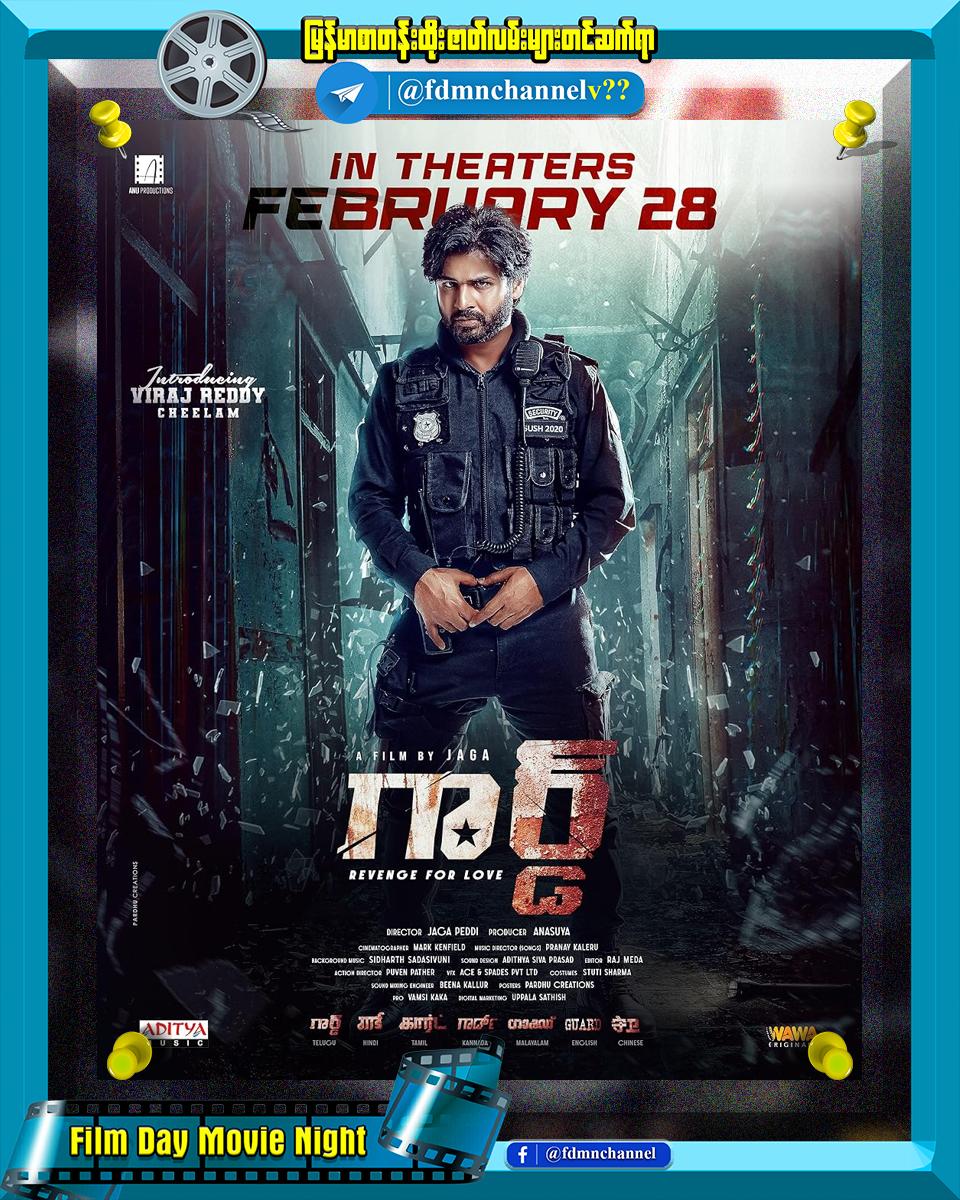 မြန်မာစာတန်းထိုးဇာတ်လမ်းများတင်ဆက်ရာ
@fdmnchannelv??
ANU PRODUCTIONS
IN THEATERS
FEBRUARY 28
Introducing
VIRAJ REDDY
CHEELAM
SECURITY
SUSH 2020
A FILM BY JAGA
గార్డ్
REVENGE FOR LOVE
PARDHU CREATIONS
DIRECTOR JAGA PEDDI PRODUCER ANASUYA
CINEMATOGRAPHER MARK KENFIELD MUSIC DIRECTOR (SONGS) PRANAY KALERU
BACKGROUND MUSIC SIDHARTH SADASIVUNI SOUND DESIGN ADITHYA SIVA PRASAD EDITOR RAJ MEDA
ACTION DIRECTOR PUVEN PATHER VFX ACE & SPADES PVT LTD COSTUMES STUTI SHARMA
SOUND MIXING ENGINEER BEENA KALLUR POSTERS PARDHU CREATIONS
PRO VAMSI KAKA DIGITAL MARKETING UPPALA SATHISH
గార్డ్ गार्ड கார்ட் ಗಾರ್ಡ್ GUARD
TELUGU HINDI TAMIL KANNADA MALAYALAM ENGLISH CHINESE
ADITYA
MUSIC
WAWA
ORIGINALS
Film Day Movie Night
@fdmnchannel